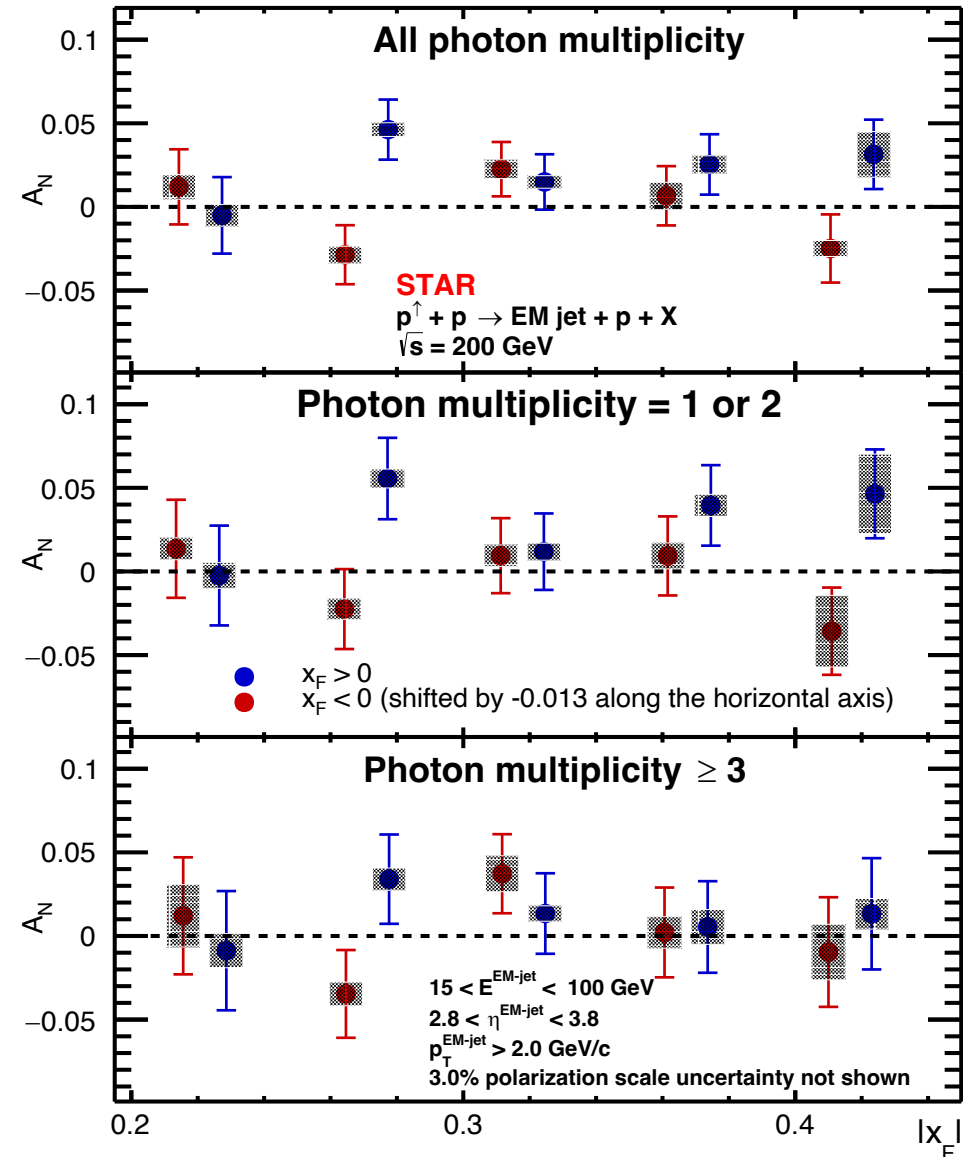 All photon multiplicity
0.1
0.05
0
−0.05
A_N
STAR
p↑ + p → EM jet + p + X
√s = 200 GeV
Photon multiplicity = 1 or 2
0.1
0.05
0
−0.05
A_N
x_F > 0
x_F < 0 (shifted by -0.013 along the horizontal axis)
Photon multiplicity ≥ 3
0.1
0.05
0
−0.05
A_N
15 < E^EM-jet < 100 GeV
2.8 < η^EM-jet < 3.8
p_T^EM-jet > 2.0 GeV/c
3.0% polarization scale uncertainty not shown
0.2 0.3 0.4
|x_F|